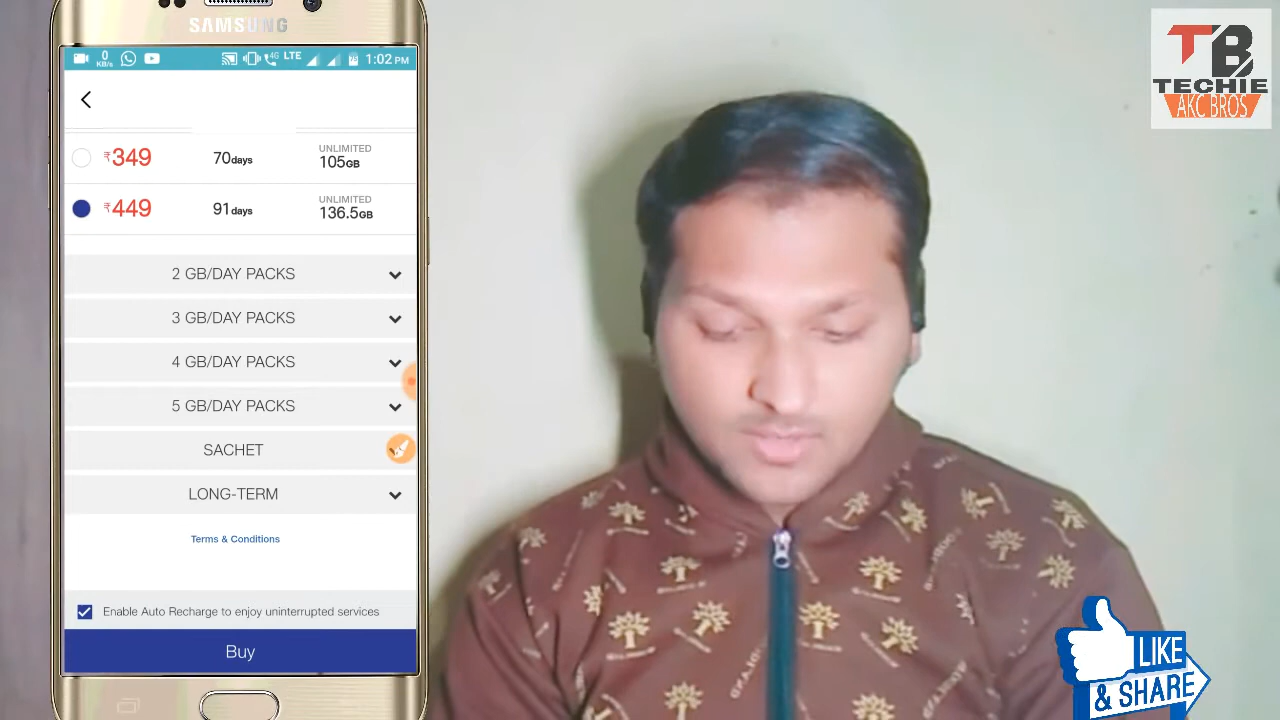 SAMSUNG
0
KB/s
4G LTE 1:02 PM
₹349 70days UNLIMITED 105GB
₹449 91days UNLIMITED 136.5GB
2 GB/DAY PACKS
3 GB/DAY PACKS
4 GB/DAY PACKS
5 GB/DAY PACKS
SACHET
LONG-TERM
Terms & Conditions
Enable Auto Recharge to enjoy uninterrupted services
Buy
TB
TECHIE
AKC BROS
LIKE
& SHARE